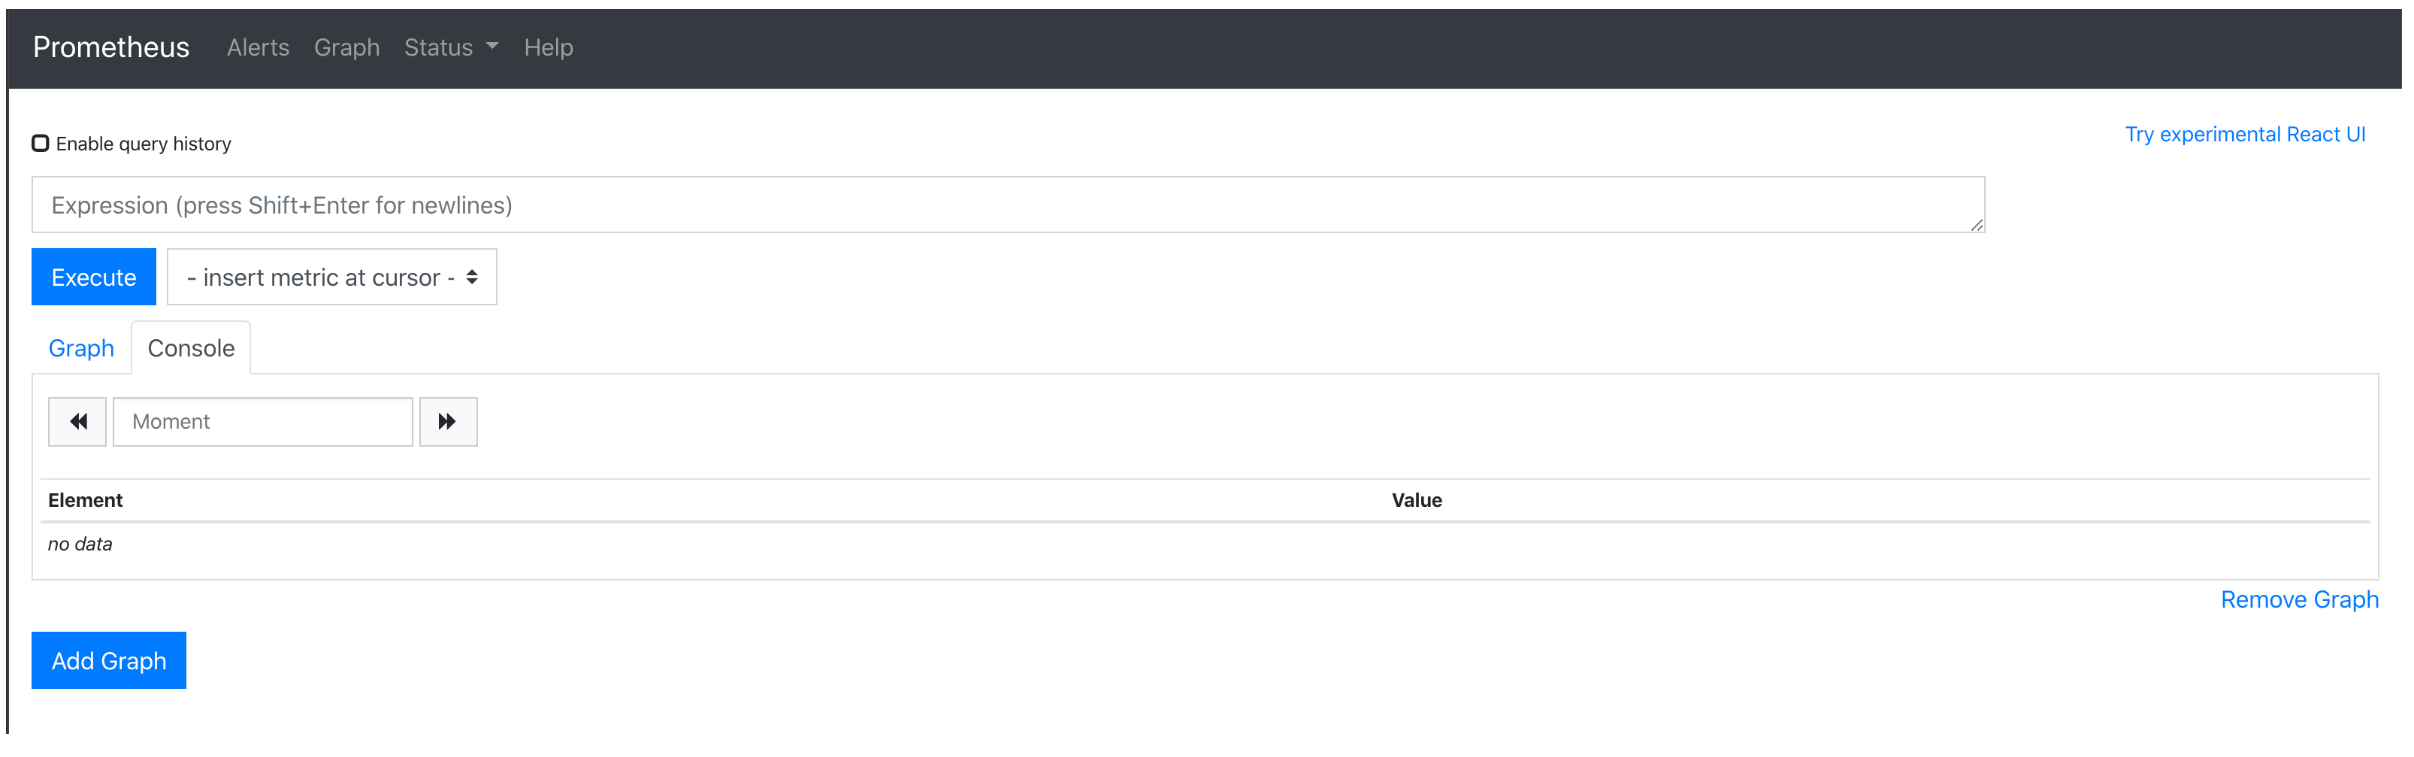 Prometheus Alerts Graph Status Help
Enable query history
Try experimental React UI
Expression (press Shift+Enter for newlines)
Execute - insert metric at cursor -
Graph Console
Moment
Element Value
no data
Remove Graph
Add Graph